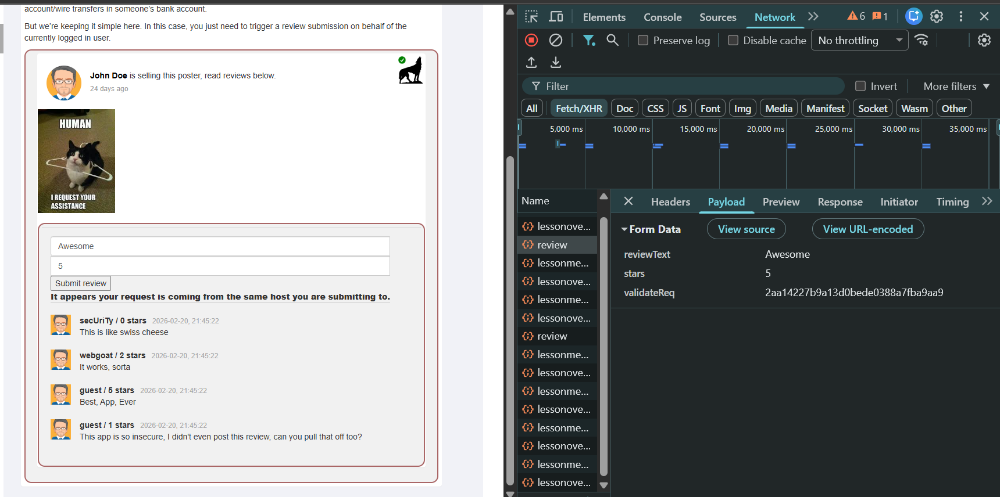 account/wire transfers in someone's bank account.
But we're keeping it simple here. In this case, you just need to trigger a review submission on behalf of the
currently logged in user.
John Doe is selling this poster, read reviews below.
24 days ago
HUMAN
I REQUEST YOUR
ASSISTANCE
Awesome
5
Submit review
It appears your request is coming from the same host you are submitting to.
secUriTy / 0 stars 2026-02-20, 21:45:22
This is like swiss cheese
webgoat / 2 stars 2026-02-20, 21:45:22
It works, sorta
guest / 5 stars 2026-02-20, 21:45:22
Best, App, Ever
guest / 1 stars 2026-02-20, 21:45:22
This app is so insecure, I didn't even post this review, can you pull that off too?
Elements Console Sources Network 6 1
Preserve log Disable cache No throttling
Filter Invert More filters
All Fetch/XHR Doc CSS JS Font Img Media Manifest Socket Wasm Other
5,000 ms 10,000 ms 15,000 ms 20,000 ms 25,000 ms 30,000 ms 35,000 ms
Name
lessonove...
review
lessonme...
lessonove...
lessonme...
lessonove...
review
lessonme...
lessonove...
lessonme...
lessonove...
lessonme...
lessonove...
lessonme...
lessonove...
Headers Payload Preview Response Initiator Timing
Form Data View source View URL-encoded
reviewText Awesome
stars 5
validateReq 2aa14227b9a13d0bede0388a7fba9aa9